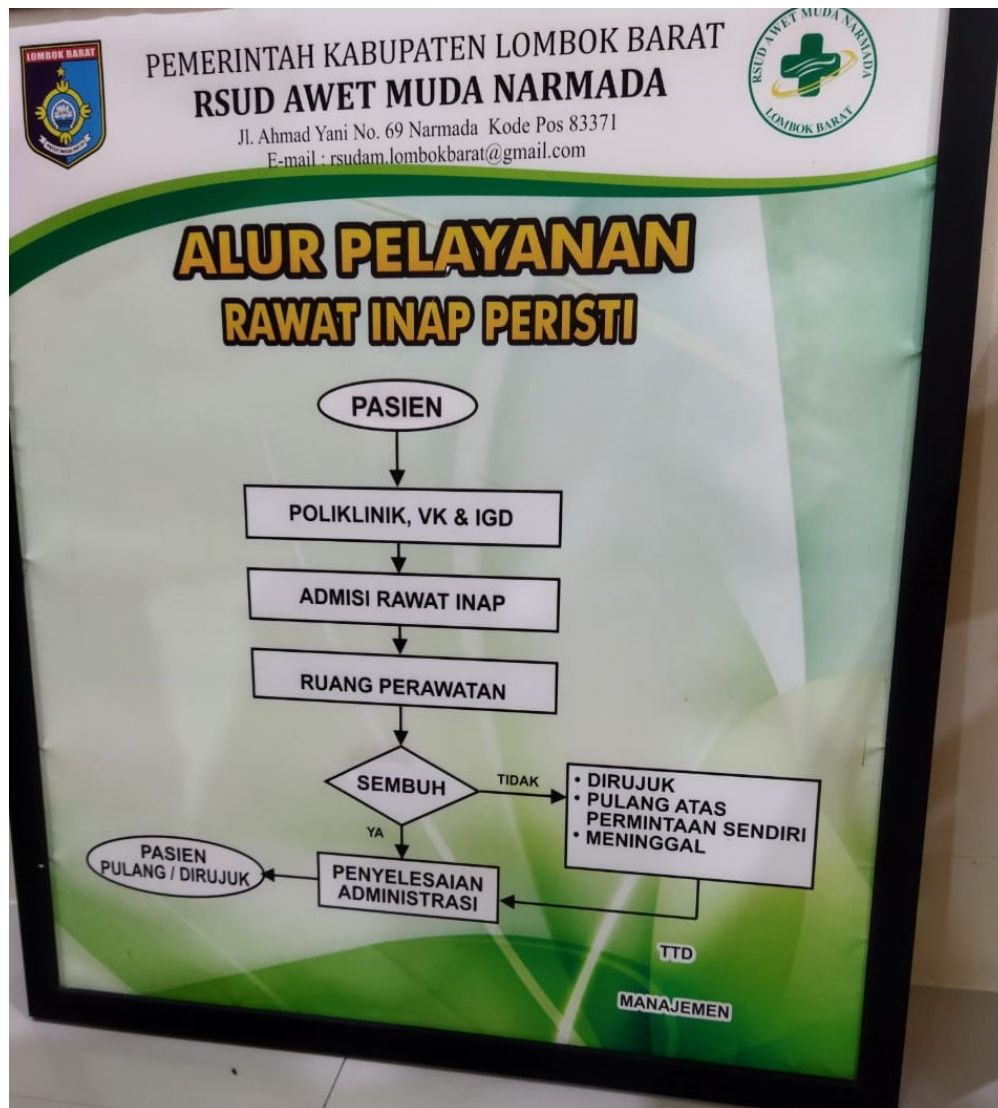 LOMBOK BARAT
PEMERINTAH KABUPATEN LOMBOK BARAT
RSUD AWET MUDA NARMADA
Jl. Ahmad Yani No. 69 Narmada Kode Pos 83371
E-mail : rsudam.lombokbarat@gmail.com
RSUD AWET MUDA NARMADA
LOMBOK BARAT
ALUR PELAYANAN
RAWAT INAP PERISTI
PASIEN
POLIKLINIK, VK & IGD
ADMISI RAWAT INAP
RUANG PERAWATAN
SEMBUH
TIDAK
• DIRUJUK
• PULANG ATAS
PERMINTAAN SENDIRI
• MENINGGAL
YA
PENYELESAIAN
ADMINISTRASI
PASIEN
PULANG / DIRUJUK
TTD
MANAJEMEN